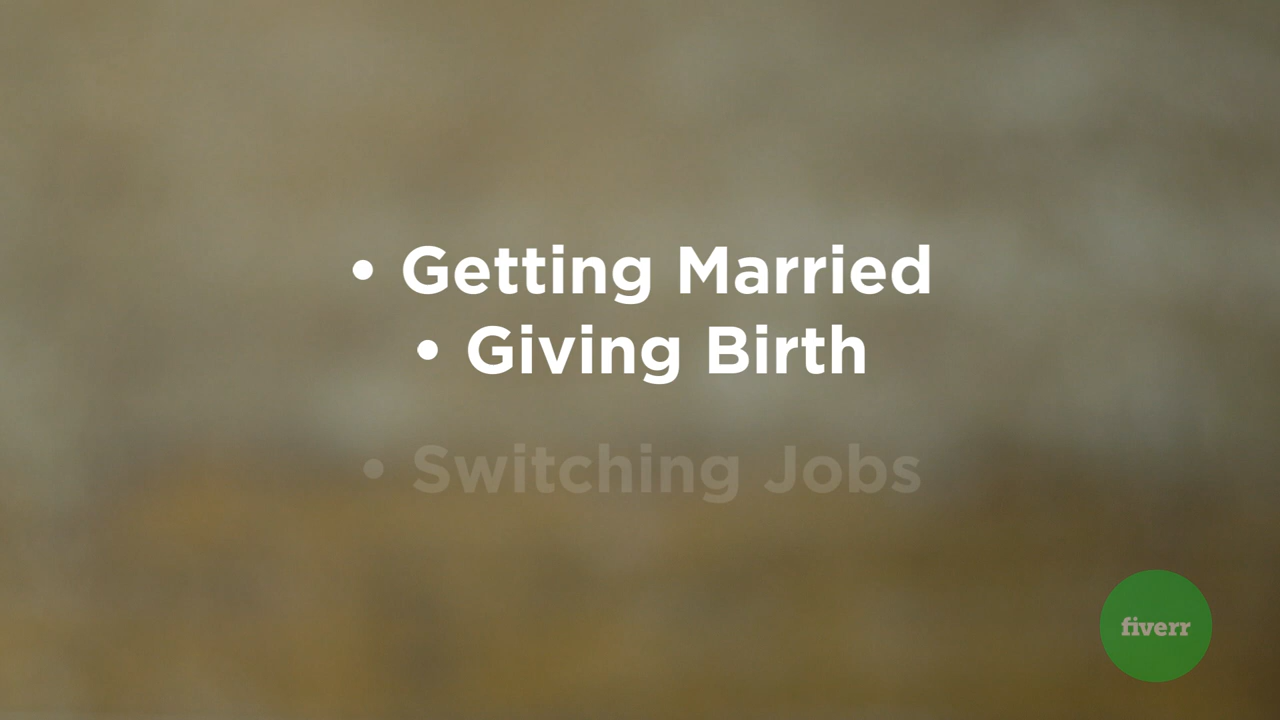 • Getting Married
• Giving Birth
• Switching Jobs
fiverr